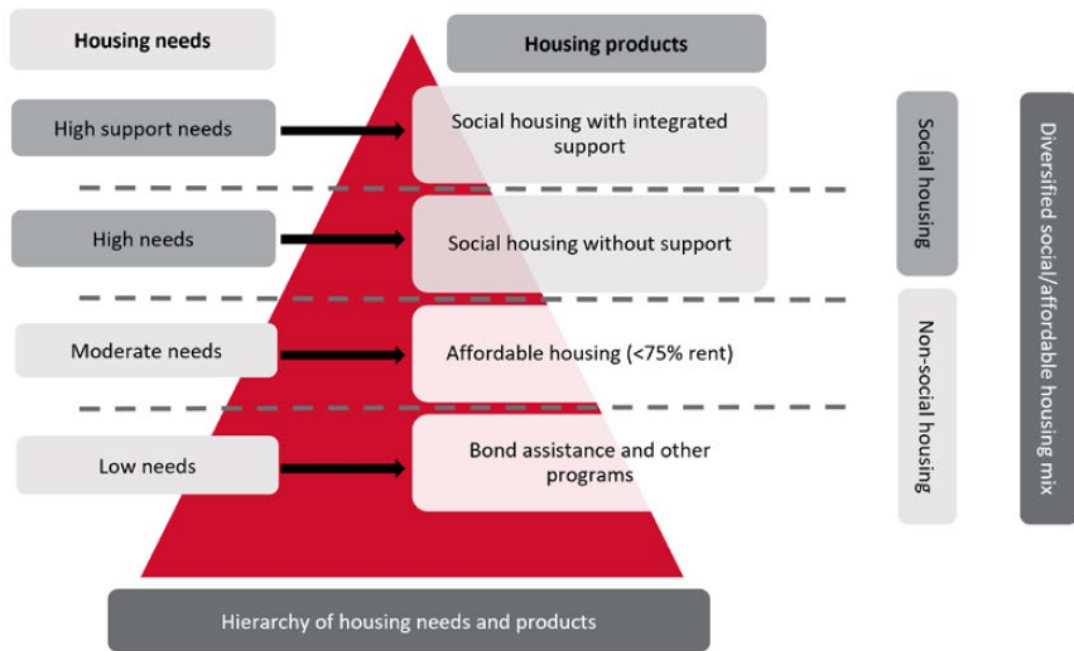 Housing needs
Housing products
High support needs
Social housing with integrated
support
High needs
Social housing without support
Moderate needs
Affordable housing (<75% rent)
Low needs
Bond assistance and other
programs
Social housing
Non-social housing
Diversified social/affordable housing mix
Hierarchy of housing needs and products